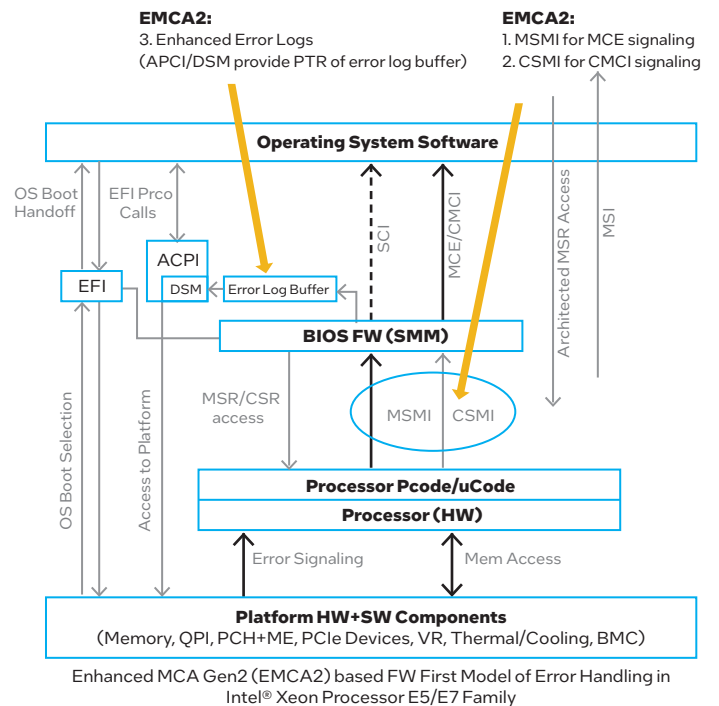 EMCA2:
3. Enhanced Error Logs
(APCI/DSM provide PTR of error log buffer)
EMCA2:
1. MSMI for MCE signaling
2. CSMI for CMCI signaling
Operating System Software
OS Boot
Handoff
EFI Prco
Calls
SCI
MCE/CMCI
Architected MSR Access
MSI
ACPI
DSM
Error Log Buffer
EFI
BIOS FW (SMM)
MSR/CSR
access
MSMI
CSMI
OS Boot Selection
Access to Platform
Processor Pcode/uCode
Processor (HW)
Error Signaling
Mem Access
Platform HW+SW Components
(Memory, QPI, PCH+ME, PCIe Devices, VR, Thermal/Cooling, BMC)
Enhanced MCA Gen2 (EMCA2) based FW First Model of Error Handling in
Intel® Xeon Processor E5/E7 Family